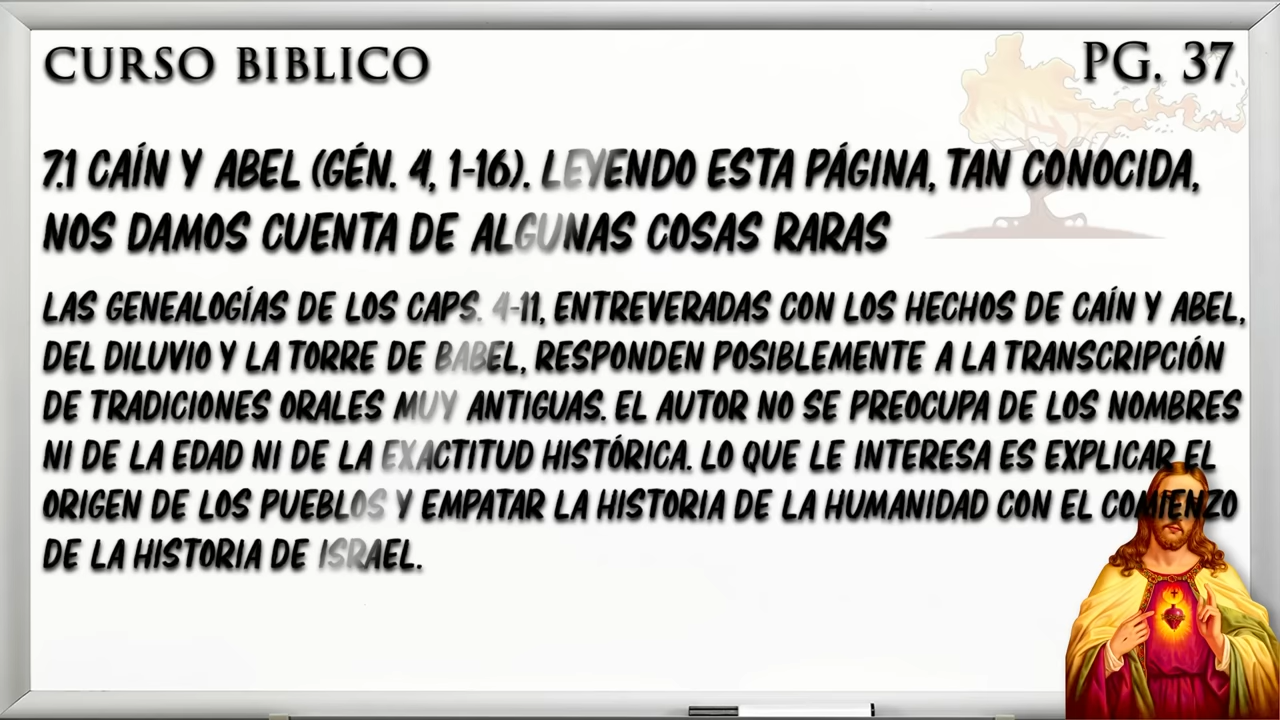 CURSO BIBLICO
PG. 37
7.1 CAÍN Y ABEL (GÉN. 4, 1-16). LEYENDO ESTA PÁGINA, TAN CONOCIDA,
NOS DAMOS CUENTA DE ALGUNAS COSAS RARAS
LAS GENEALOGÍAS DE LOS CAPS. 4-11, ENTREVERADAS CON LOS HECHOS DE CAÍN Y ABEL,
DEL DILUVIO Y LA TORRE DE BABEL, RESPONDEN POSIBLEMENTE A LA TRANSCRIPCIÓN
DE TRADICIONES ORALES MUY ANTIGUAS. EL AUTOR NO SE PREOCUPA DE LOS NOMBRES
NI DE LA EDAD NI DE LA EXACTITUD HISTÓRICA. LO QUE LE INTERESA ES EXPLICAR EL
ORIGEN DE LOS PUEBLOS Y EMPATAR LA HISTORIA DE LA HUMANIDAD CON EL COMIENZO
DE LA HISTORIA DE ISRAEL.